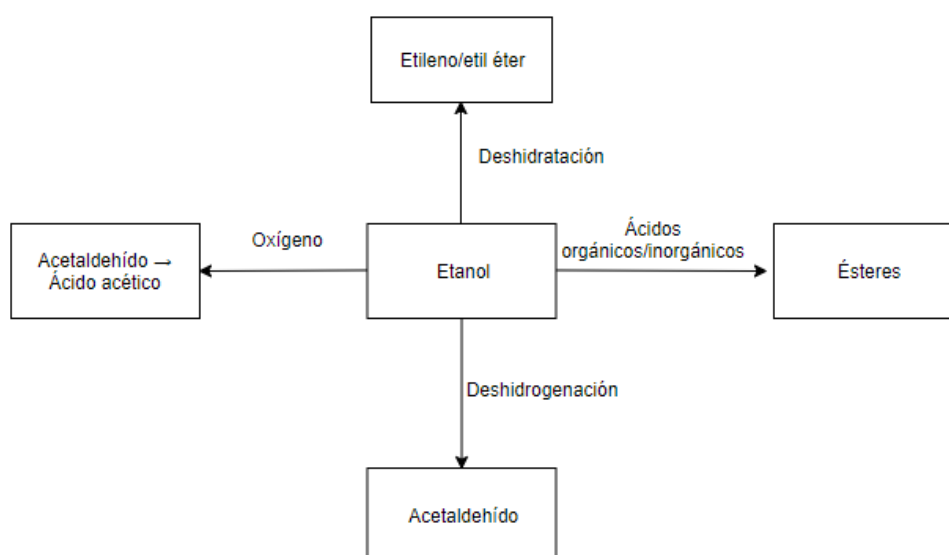 Etileno/etil éter
Deshidratación
Oxígeno
Ácidos
orgánicos/inorgánicos
Acetaldehído →
Ácido acético
Etanol
Ésteres
Deshidrogenación
Acetaldehído